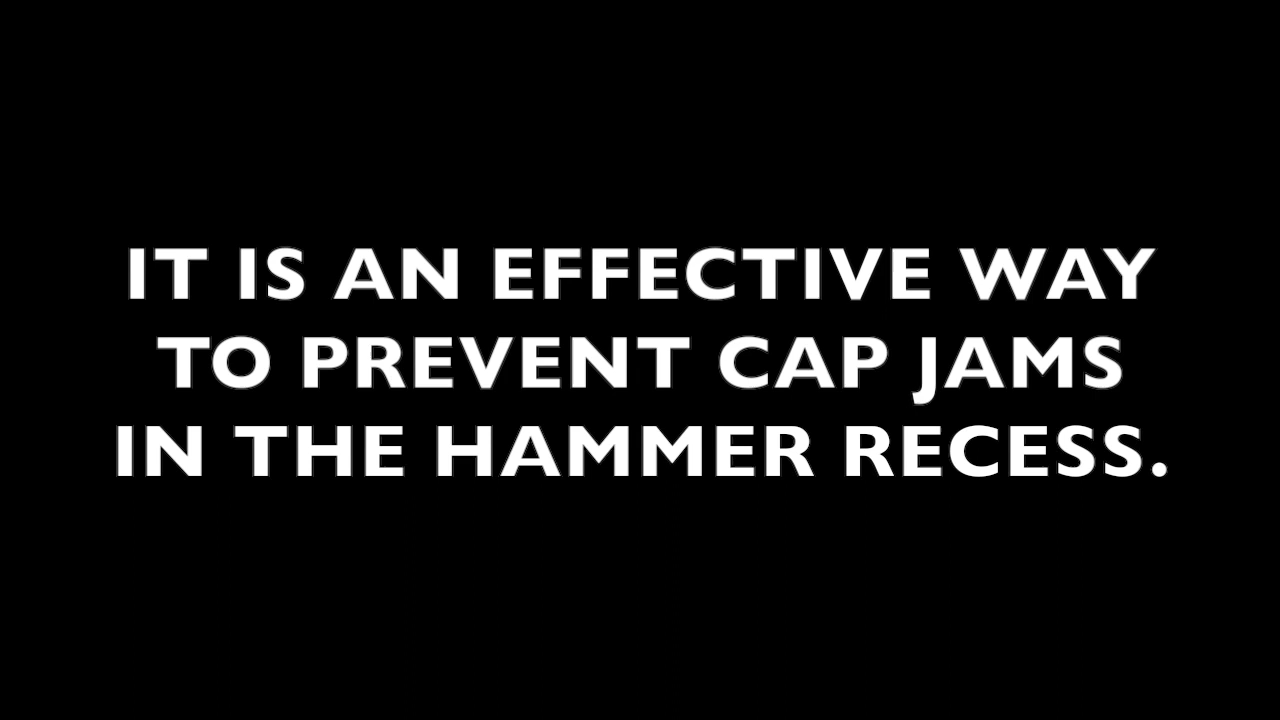 IT IS AN EFFECTIVE WAY
TO PREVENT CAP JAMS
IN THE HAMMER RECESS.